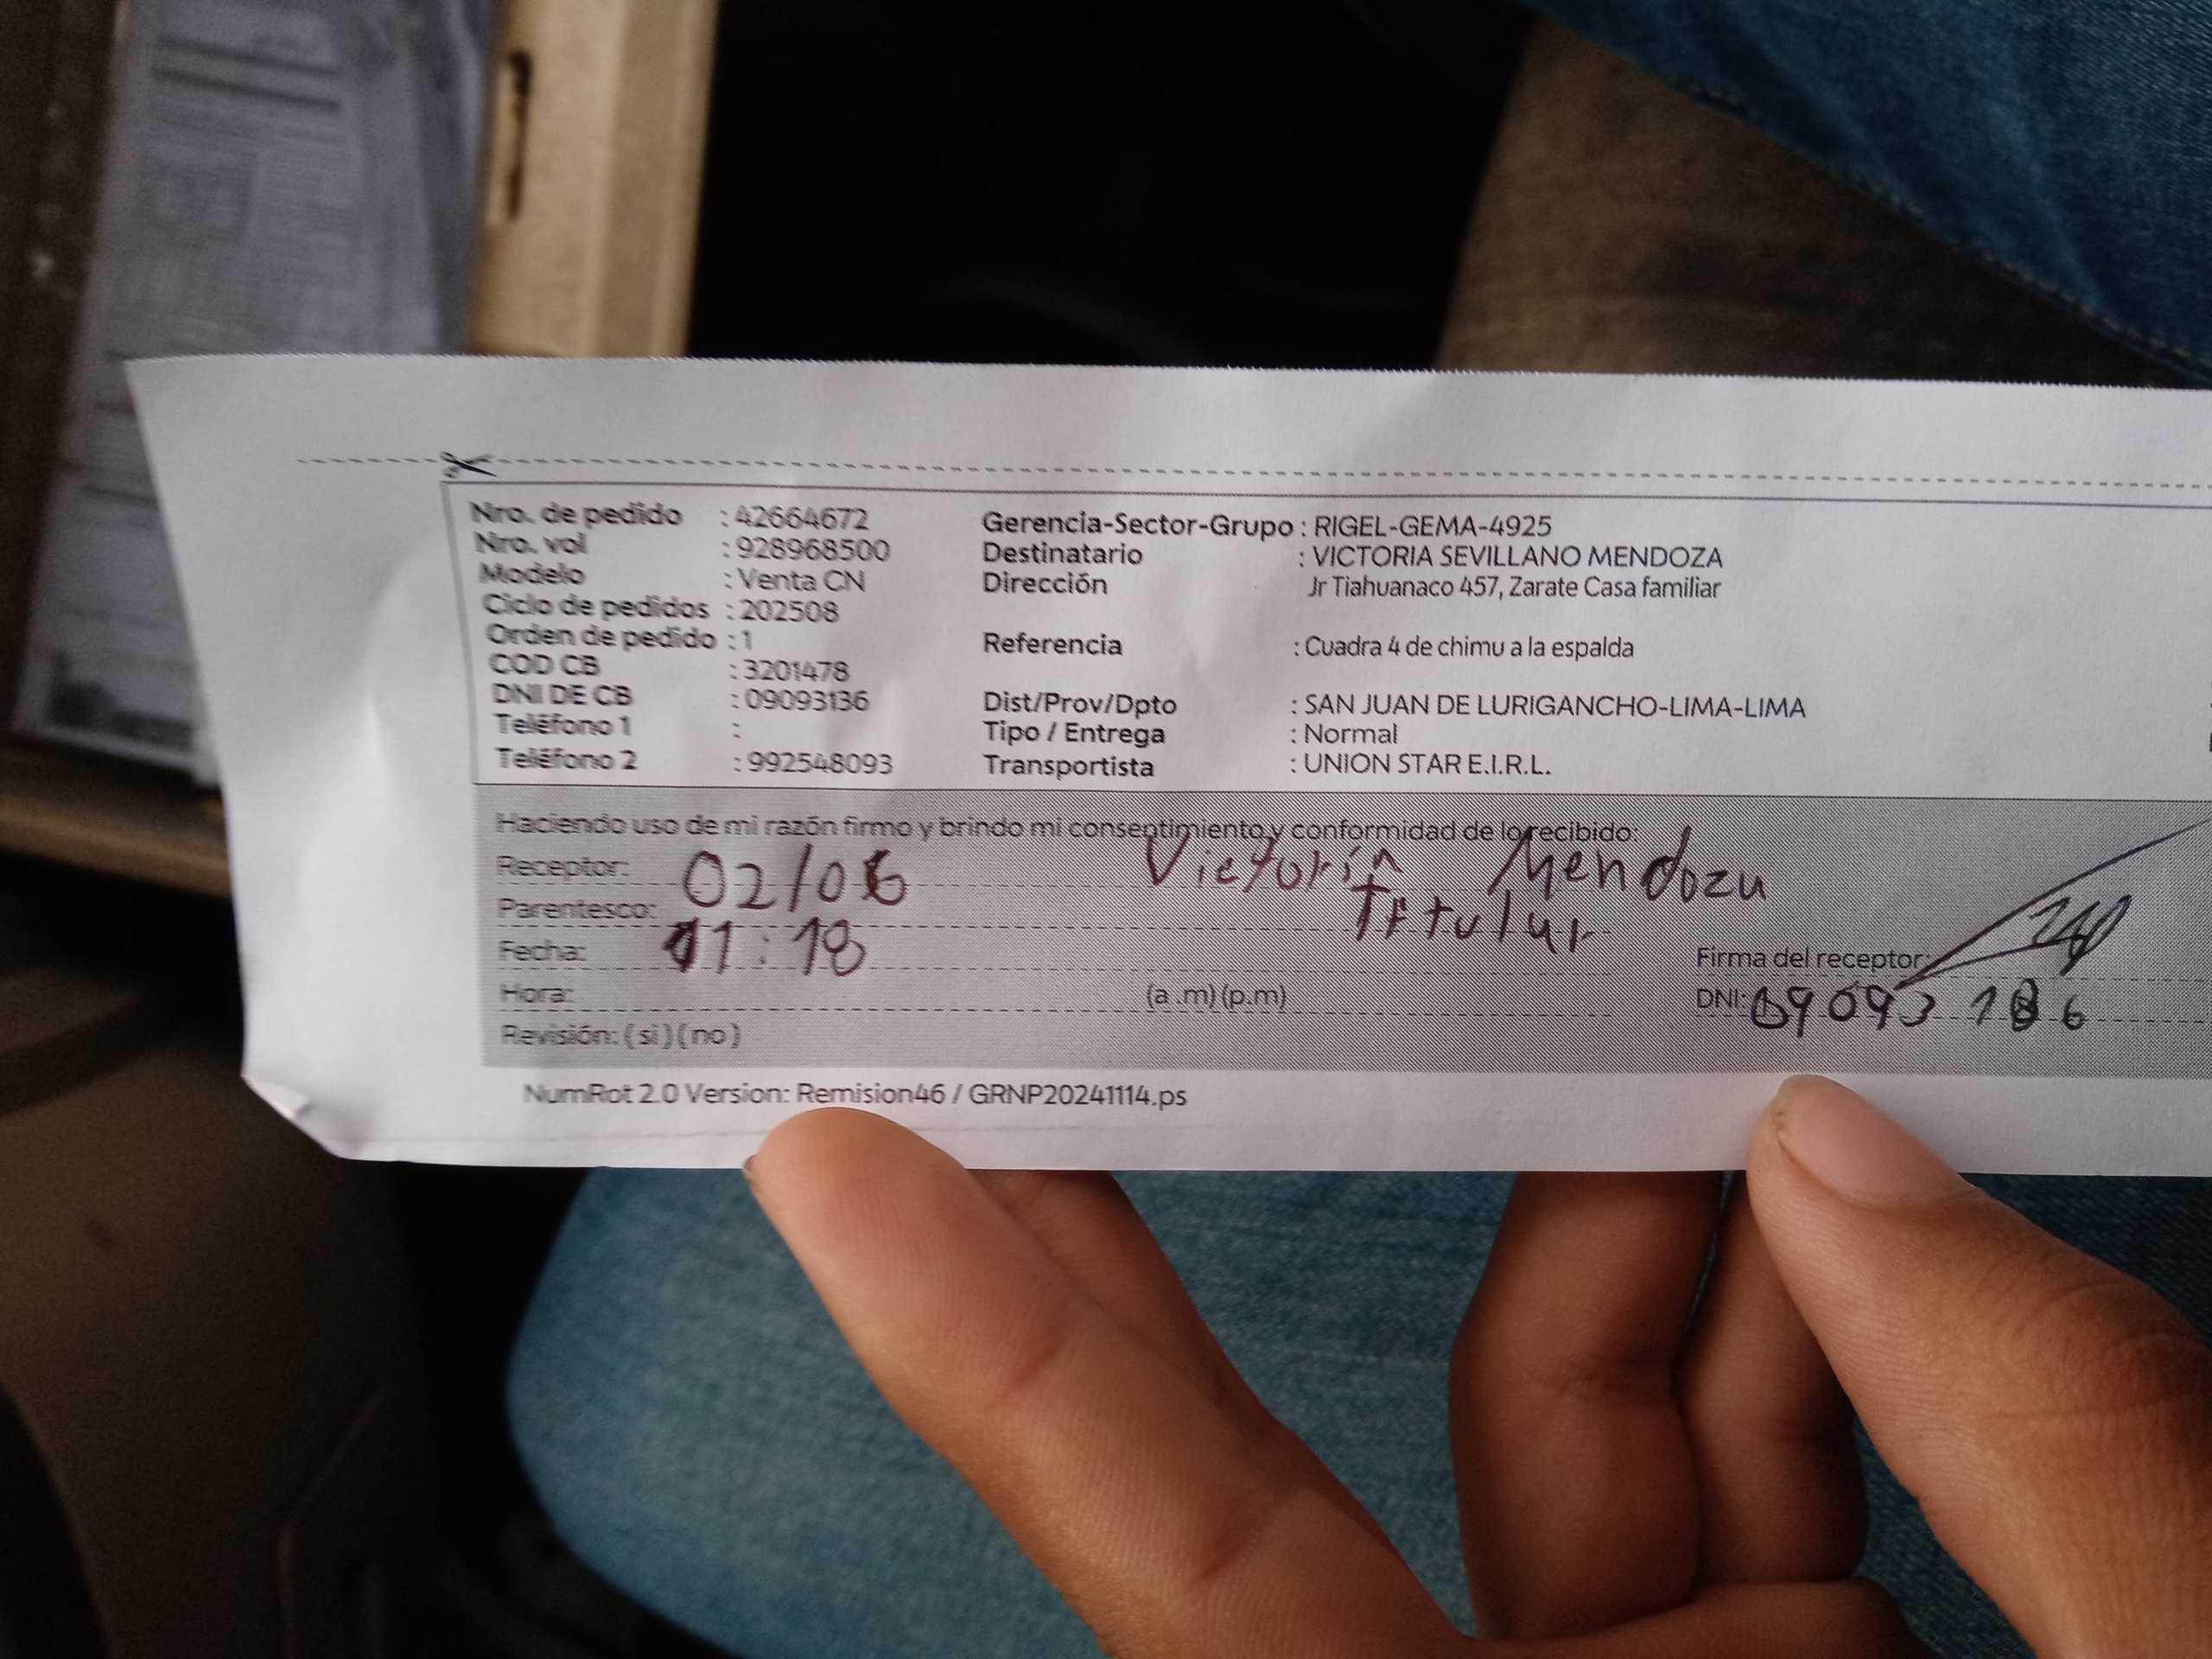 Nro. de pedido : 42664672
Nro. vol : 928968500
Modelo : Venta CN
Ciclo de pedidos : 202508
Orden de pedido : 1
COD CB : 3201478
DNI DE CB : 09093136
Teléfono 1 :
Teléfono 2 : 992548093
Gerencia-Sector-Grupo : RIGEL-GEMA-4925
Destinatario : VICTORIA SEVILLANO MENDOZA
Dirección Jr Tiahuanaco 457, Zarate Casa familiar
Referencia : Cuadra 4 de chimu a la espalda
Dist/Prov/Dpto : SAN JUAN DE LURIGANCHO-LIMA-LIMA
Tipo / Entrega : Normal
Transportista : UNION STAR E.I.R.L.
Haciendo uso de mi razón firmo y brindo mi consentimiento y conformidad de lo recibido:
Receptor: 02/06 Victoria Mendoza
Parentesco: Titular
Fecha: 11:18
Firma del receptor:
Hora: (a .m) (p.m)
DNI: 09093136
Revisión: ( si ) ( no )
NumRot 2.0 Version: Remision46 / GRNP20241114.ps